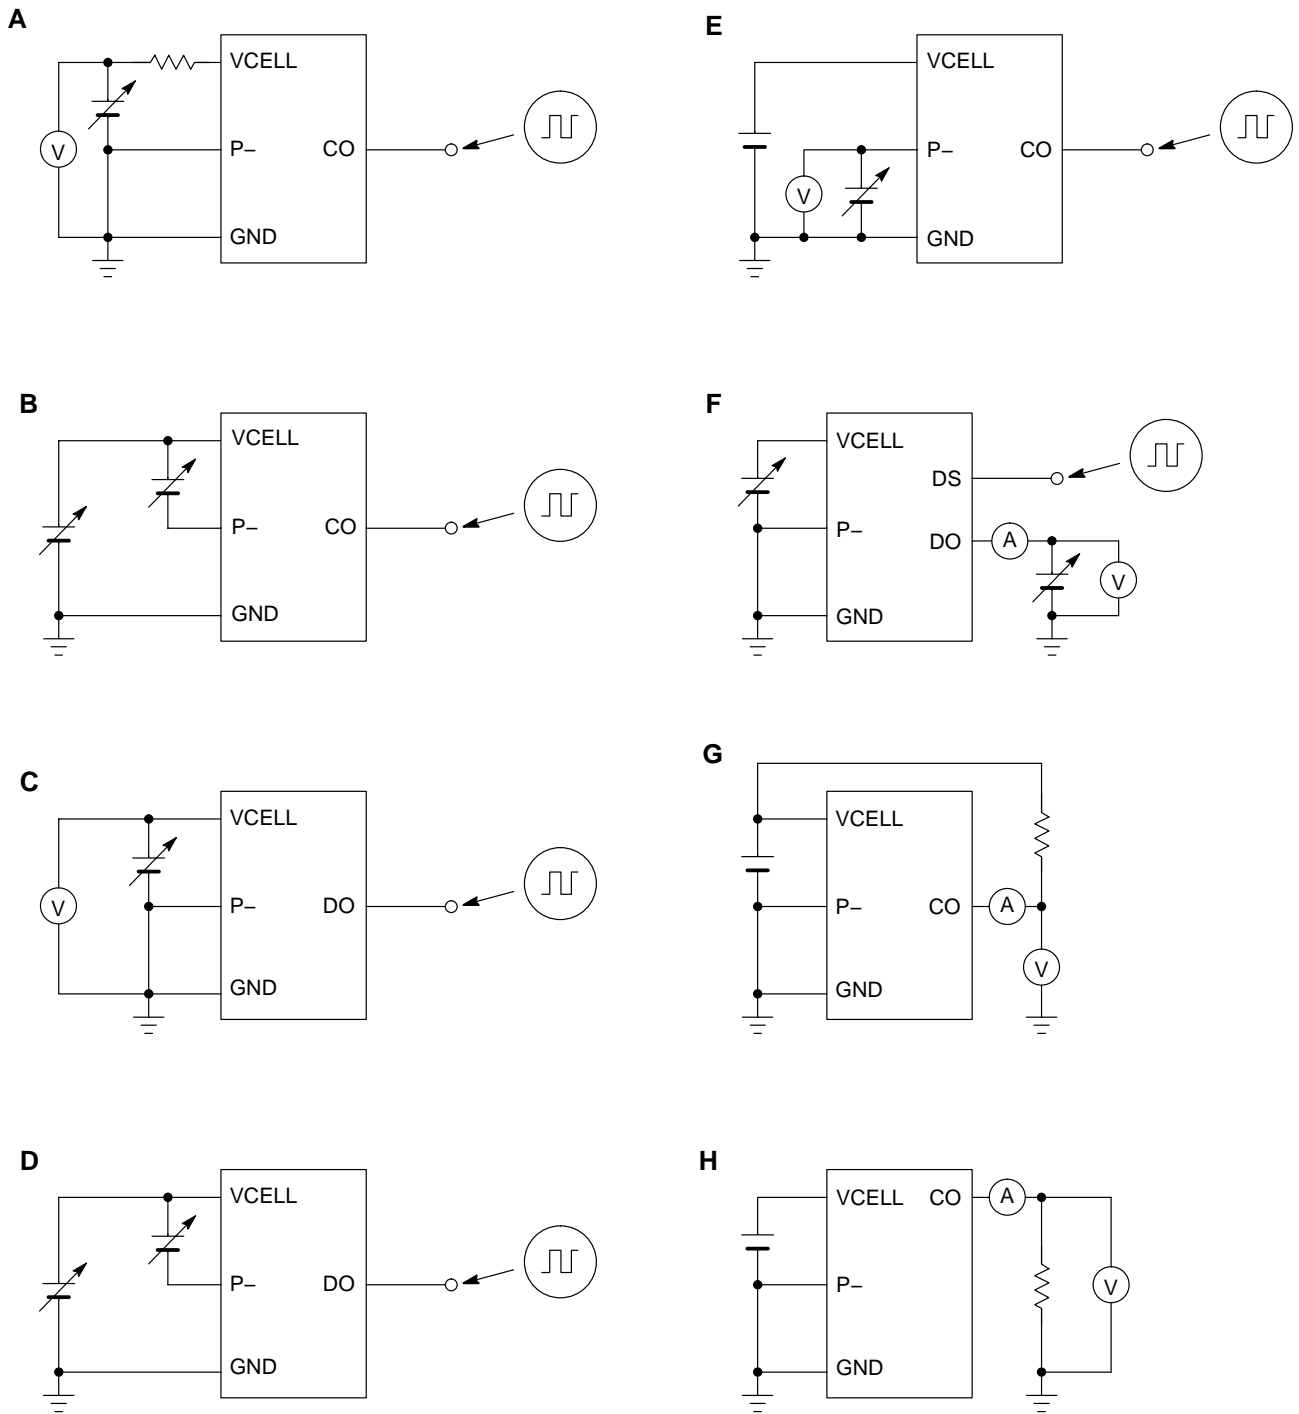 A
VCELL
P–
CO
GND
V
E
VCELL
P–
CO
GND
V
B
VCELL
P–
CO
GND
F
VCELL
DS
P–
DO
A
V
GND
C
VCELL
P–
DO
GND
V
G
VCELL
P–
CO
A
V
GND
D
VCELL
P–
DO
GND
H
VCELL
CO
A
P–
V
GND